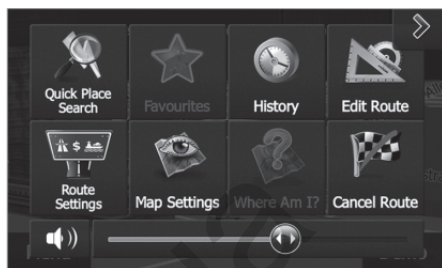 Quick Place
Search
Favourites
History
Edit Route
Route
Settings
Map Settings
Where Am I?
Cancel Route